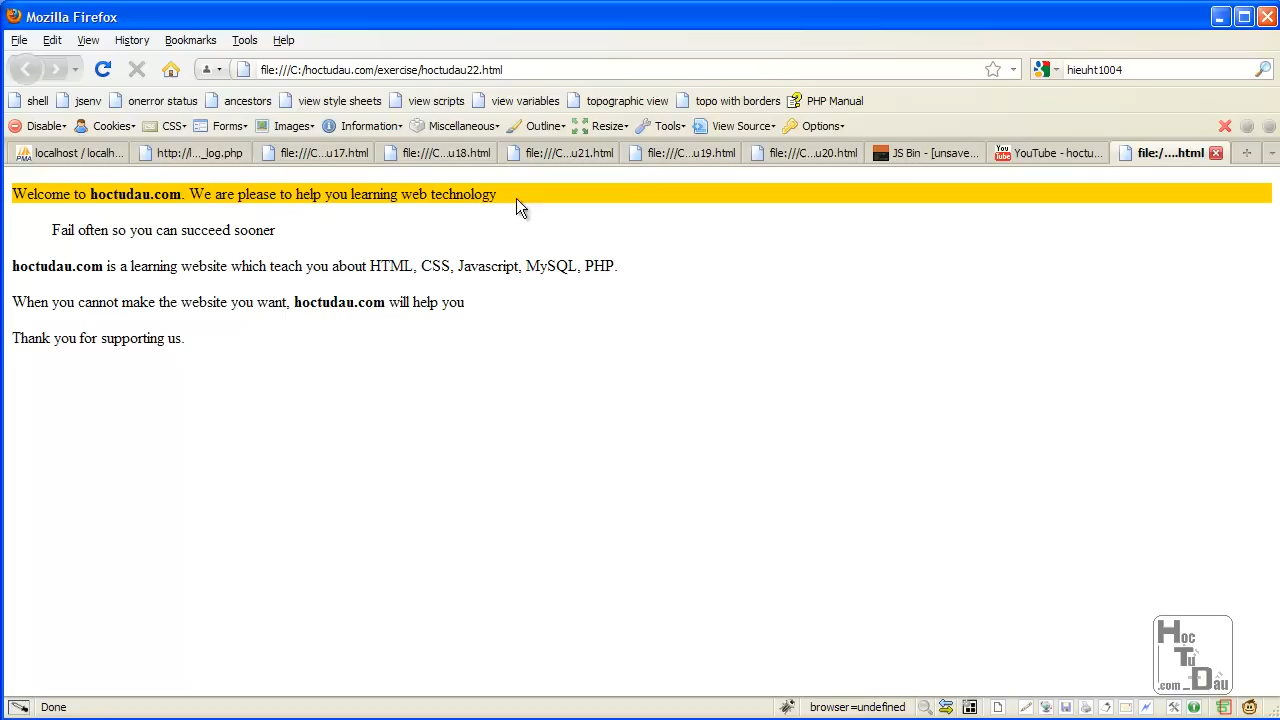 Mozilla Firefox
File Edit View History Bookmarks Tools Help
file:///C:/hoctudau.com/exercise/hoctudau22.html hieuht1004
shell jsenv onerror status ancestors view style sheets view scripts view variables topographic view topo with borders PHP Manual
Disable Cookies CSS Forms Images Information Miscellaneous Outline Resize Tools View Source Options
PMA localhost / localh... http://l..._log.php file:///C...u17.html file:///C...u18.html file:///C...u21.html file:///C...u19.html file:///C...u20.html JS Bin - [unsave... You Tube YouTube - hoctu... file:/....html
Welcome to hoctudau.com. We are please to help you learning web technology
Fail often so you can succeed sooner
hoctudau.com is a learning website which teach you about HTML, CSS, Javascript, MySQL, PHP.
When you cannot make the website you want, hoctudau.com will help you
Thank you for supporting us.
Hoc
Tu
.com_Dau
Done browser=undefined